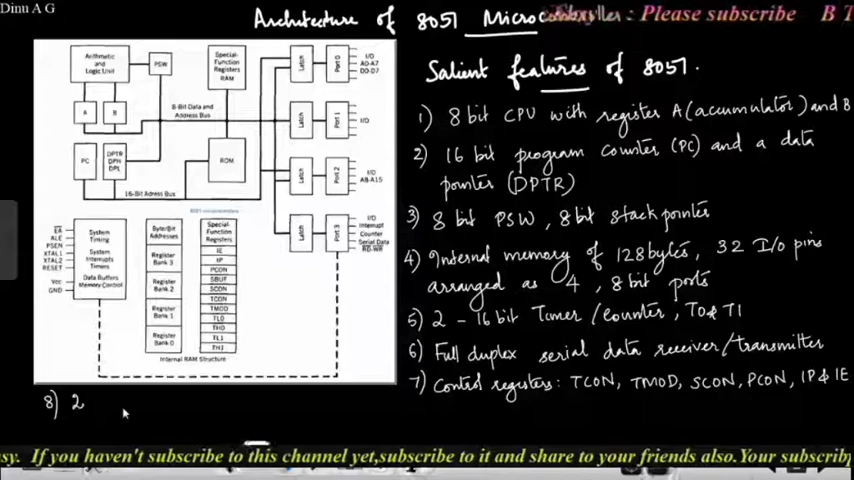 Dinu A G
Architecture of 8051 Microcontroller : Please subscribe B T
Arithmetic
and
Logic Unit
PSW
Special-
Function
Registers
RAM
Latch
Port 0
I/O
A0-A7
D0-D7
A
B
8-Bit Data and
Address Bus
Latch
Port 1
I/O
PC
DPTR
DPH
DPL
ROM
Latch
Port 2
I/O
A8-A15
16-Bit Adress Bus
Latch
Port 3
I/O
Interrupt
Counter
Serial Data
RD-WR
EA
ALE
PSEN
XTAL1
XTAL2
RESET
Vcc
GND
System
Timing
System
Interrupts
Timers
Data Buffers
Memory Control
Byte/Bit
Addresses
Register
Bank 3
Register
Bank 2
Register
Bank 1
Register
Bank 0
Special
Function
Registers
IE
IP
PCON
SBUF
SCON
TCON
TMOD
TL0
TH0
TL1
TH1
Internal RAM Structure
Salient features of 8051.
1) 8 bit CPU with register A (accumulator) and B
2) 16 bit program counter (PC) and a data
pointer (DPTR)
3) 8 bit PSW, 8 bit stack pointer
4) Internal memory of 128 bytes, 32 I/O pins
arranged as 4, 8 bit ports
5) 2 - 16 bit Timer/counter, T0 & T1
6) Full duplex serial data receiver/transmitter
7) Control registers: TCON, TMOD, SCON, PCON, IP & IE
8) 2
sy. If you haven't subscribe to this channel yet,subscribe to it and share to your friends also.Your subscrib